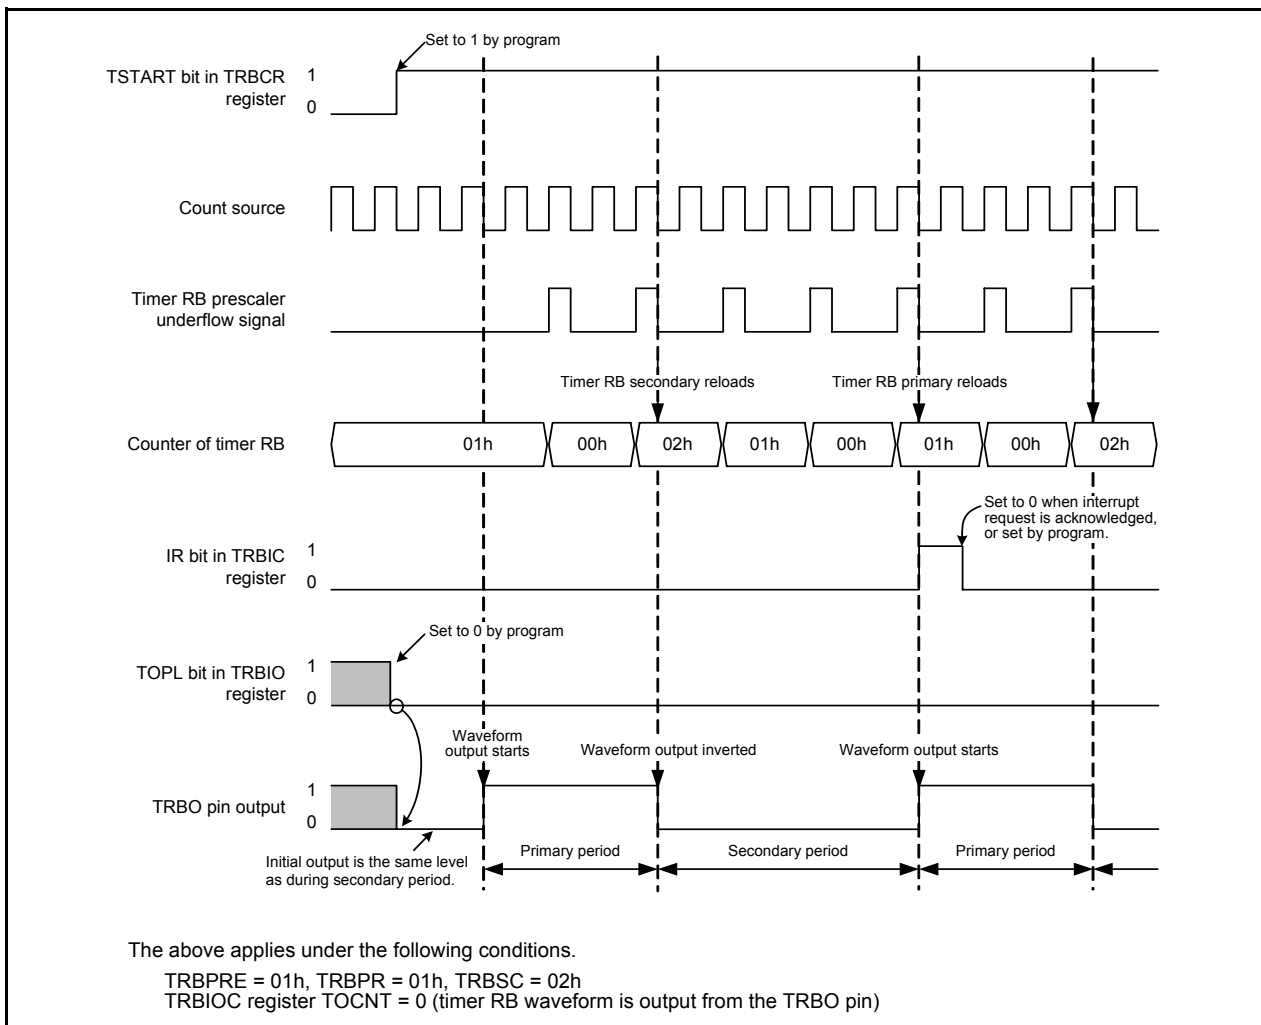 Set to 1 by program
TSTART bit in TRBCR
register
1
0
Count source
Timer RB prescaler
underflow signal
Timer RB secondary reloads
Timer RB primary reloads
Counter of timer RB
01h
00h
02h
01h
00h
01h
00h
02h
Set to 0 when interrupt
request is acknowledged,
or set by program.
IR bit in TRBIC
register
1
0
Set to 0 by program
TOPL bit in TRBIO
register
1
0
Waveform
output starts
Waveform output inverted
Waveform output starts
TRBO pin output
1
0
Initial output is the same level
as during secondary period.
Primary period
Secondary period
Primary period
The above applies under the following conditions.
TRBPRE = 01h, TRBPR = 01h, TRBSC = 02h
TRBIOC register TOCNT = 0 (timer RB waveform is output from the TRBO pin)